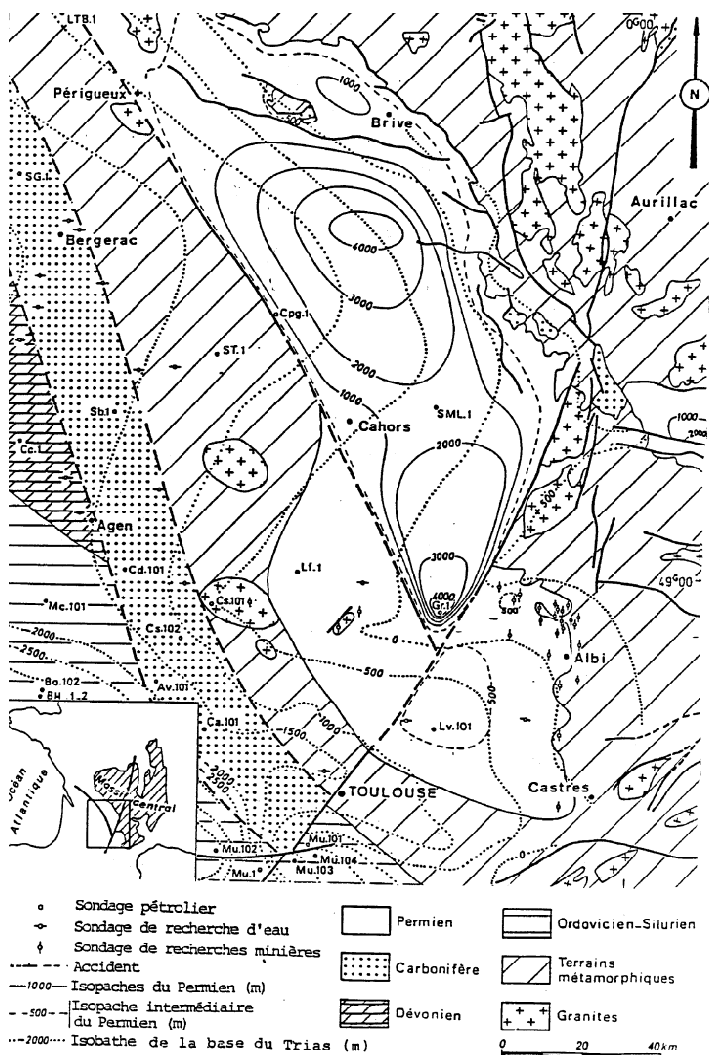 LTB.1
0ᴳ00
N
Périgueux
1000
500
Brive
SG.1
Aurillac
Bergerac
4000
3000
Cpg.1
2000
ST.1
1000
Sb.1
SML.1
Cahors
2000
1000
2000
Cc.1
500
Agen
3000
Lf.1
4000
Gr.1
500
49ᴳ00
Cd.101
Mc.101
Cs.101
Cs.102
0
Albi
2000
2500
500
500
Bo.102
BH.1-2
Av.101
1000
Ca.101
1500
Lv.101
2000
2500
Océan
Atlantique
Massif
Central
TOULOUSE
Castres
Mu.101
Mu.102
Mu.104
Mu.103
Mu.1
0
Sondage pétrolier
Sondage de recherche d'eau
Sondage de recherches minières
Accident
1000 Isopaches du Permien (m)
500 Isopache intermédiaire
du Permien (m)
2000 Isobathe de la base du Trias (m)
Permien
Carbonifère
Dévonien
Ordovicien-Silurien
Terrains
métamorphiques
Granites
0 20 40km